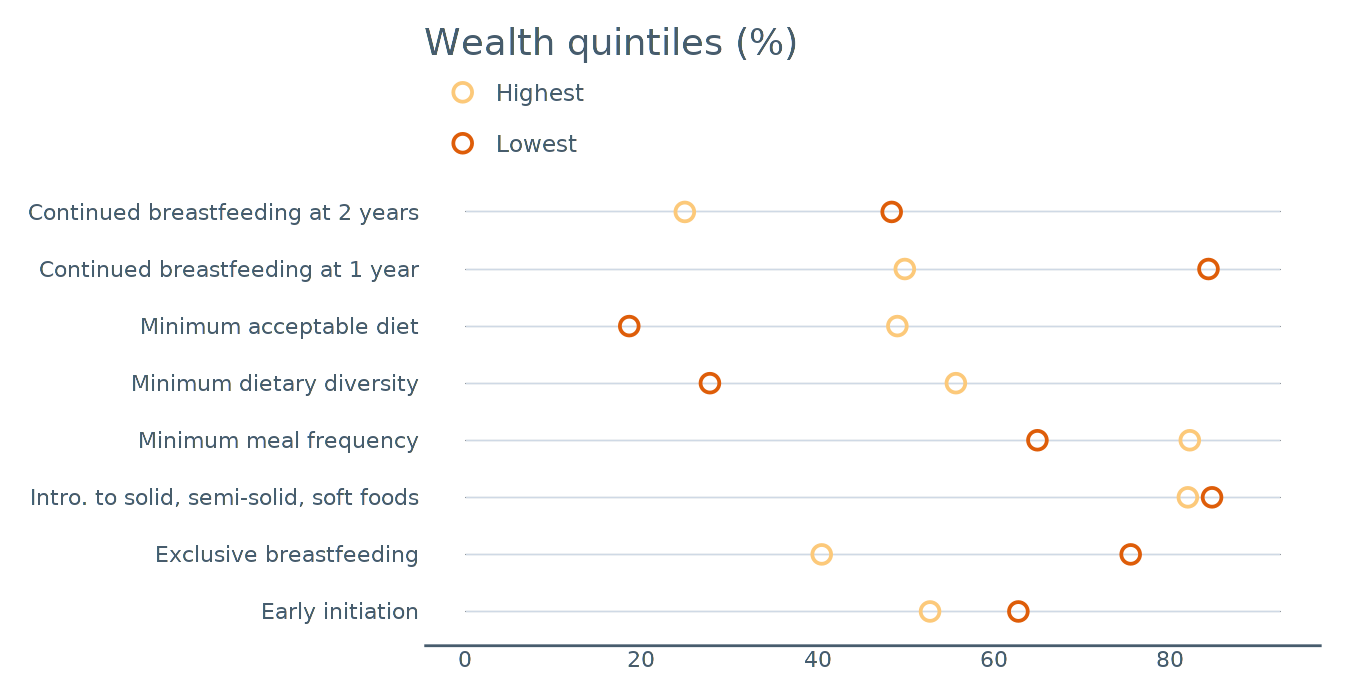 Wealth quintiles (%)
Highest
Lowest
Continued breastfeeding at 2 years
Continued breastfeeding at 1 year
Minimum acceptable diet
Minimum dietary diversity
Minimum meal frequency
Intro. to solid, semi-solid, soft foods
Exclusive breastfeeding
Early initiation
0 20 40 60 80